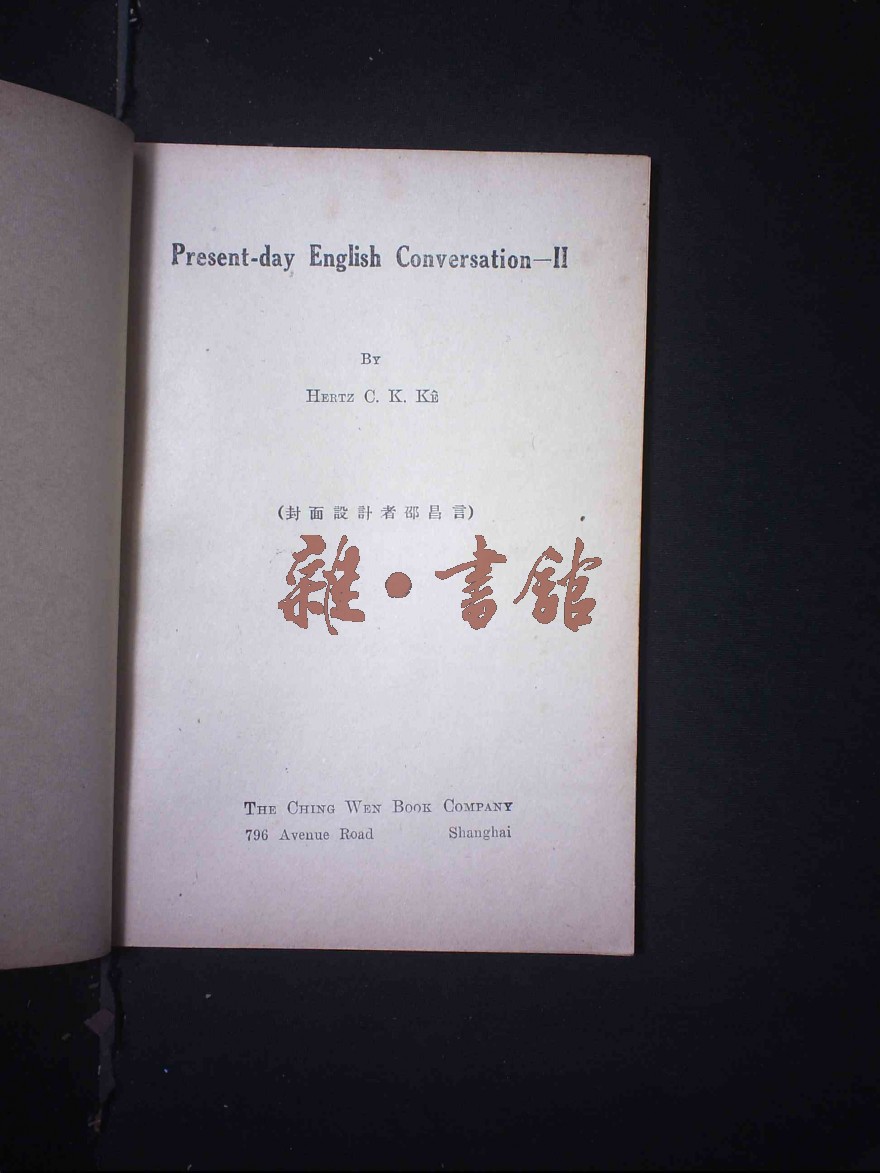 Present-day English Conversation—II
By
Hertz C. K. Kê
(封面設計者邵昌言)
雜•書館
The Ching Wen Book Company
796 Avenue Road Shanghai